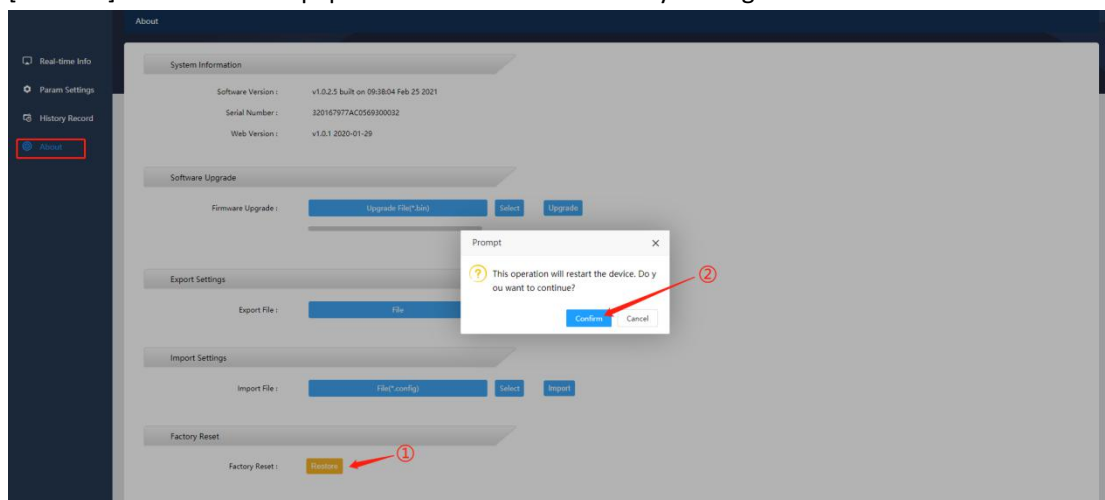 About
Real-time Info
Param Settings
History Record
About
System Information
Software Version :
v1.0.2.5 built on 09:38:04 Feb 25 2021
Serial Number :
320167977AC0569300032
Web Version :
v1.0.1 2020-01-29
Software Upgrade
Firmware Upgrade :
Upgrade File(*.bin)
Select
Upgrade
Prompt
This operation will restart the device. Do y
ou want to continue?
Confirm
Cancel
②
Export Settings
Export File :
File
Import Settings
Import File :
File(*.config)
Select
Import
Factory Reset
Factory Reset :
Restore
①